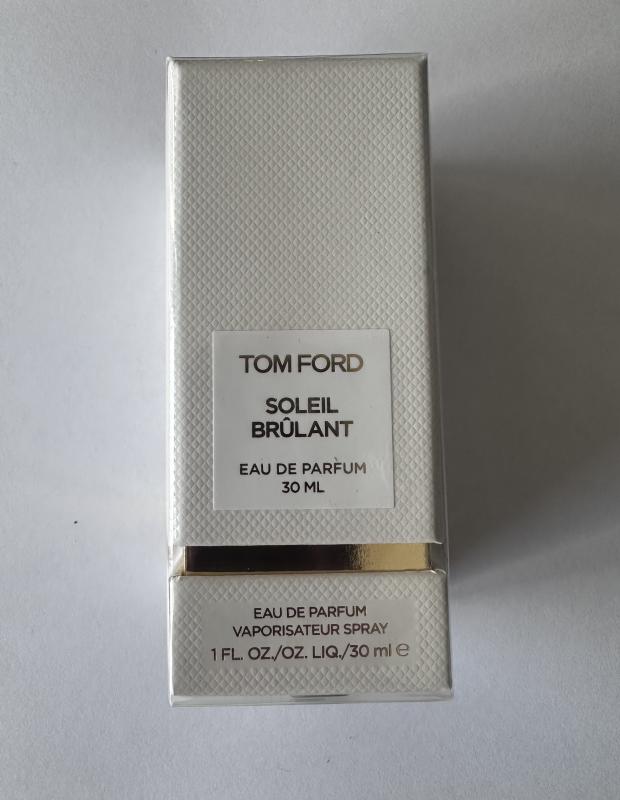 TOM FORD
SOLEIL
BRÛLANT
EAU DE PARFUM
30 ML
EAU DE PARFUM
VAPORISATEUR SPRAY
1 FL. OZ./OZ. LIQ./30 ml ℮